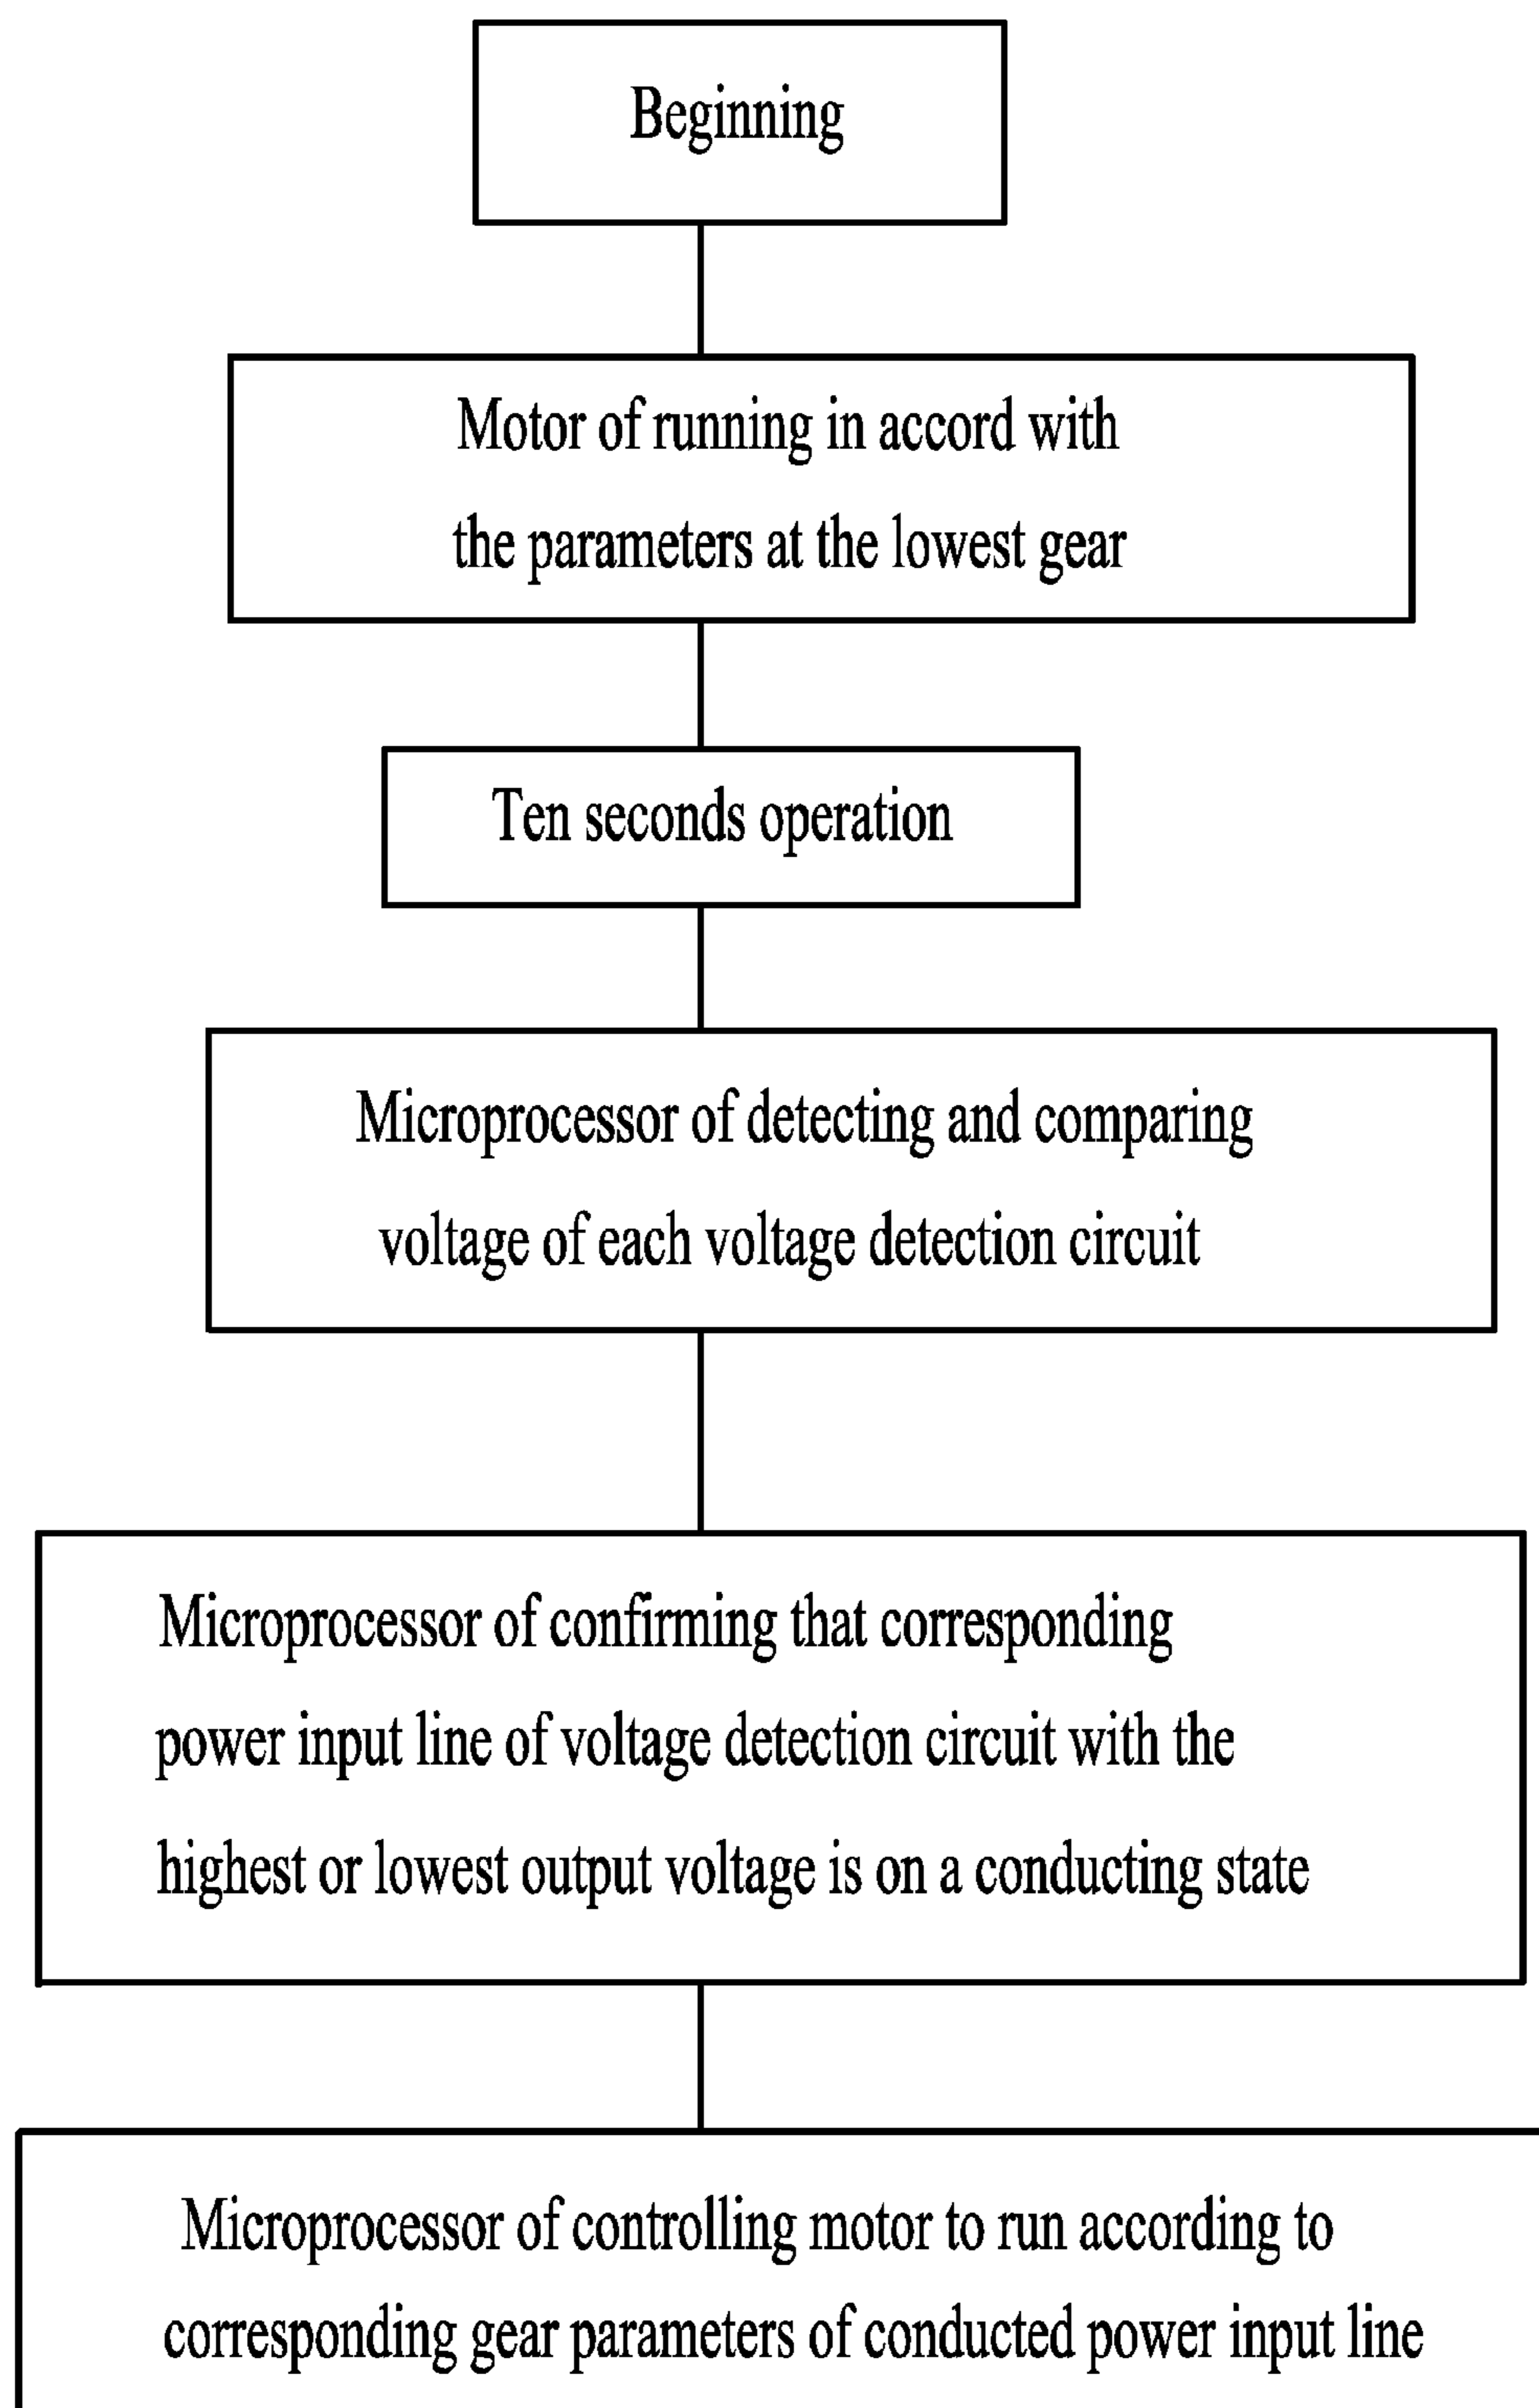 Beginning
Motor of running in accord with
the parameters at the lowest gear
Ten seconds operation
Microprocessor of detecting and comparing
voltage of each voltage detection circuit
Microprocessor of confirming that corresponding
power input line of voltage detection circuit with the
highest or lowest output voltage is on a conducting state
Microprocessor of controlling motor to run according to
corresponding gear parameters of conducted power input line